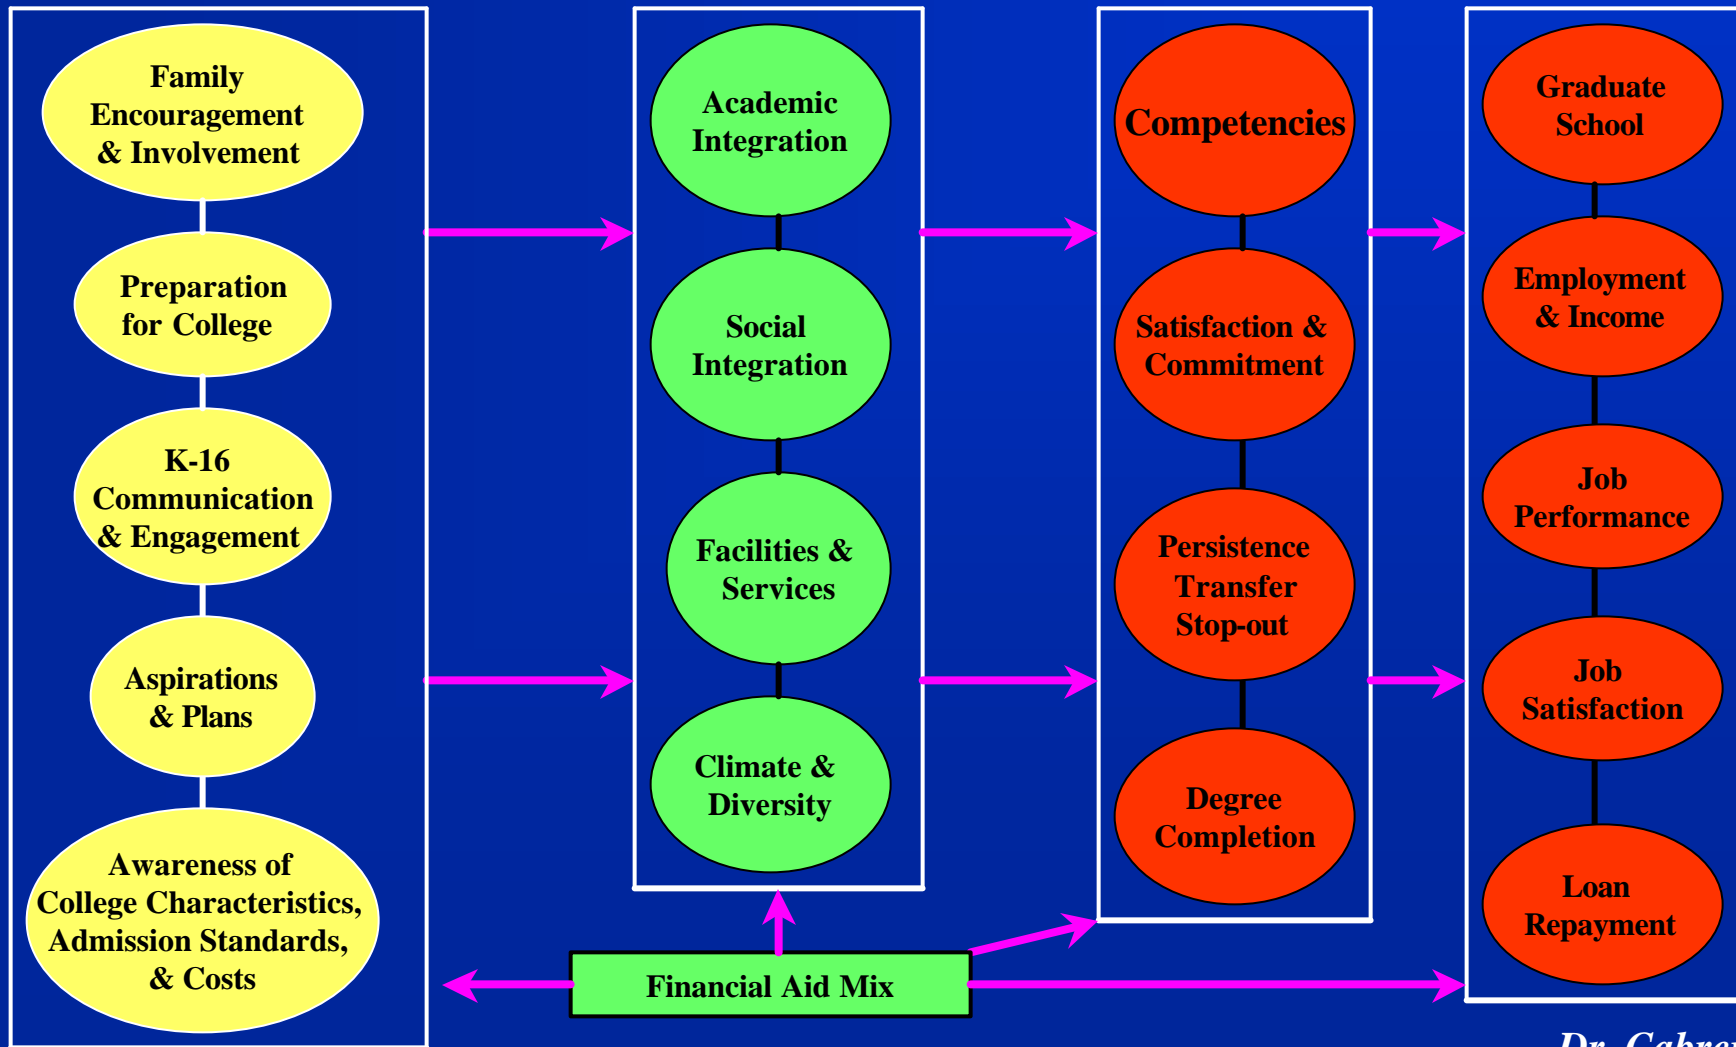 Family
Encouragement
& Involvement
Preparation
for College
K-16
Communication
& Engagement
Aspirations
& Plans
Awareness of
College Characteristics,
Admission Standards,
& Costs
Academic
Integration
Social
Integration
Facilities &
Services
Climate &
Diversity
Financial Aid Mix
Competencies
Satisfaction &
Commitment
Persistence
Transfer
Stop-out
Degree
Completion
Graduate
School
Employment
& Income
Job
Performance
Job
Satisfaction
Loan
Repayment
Dr.